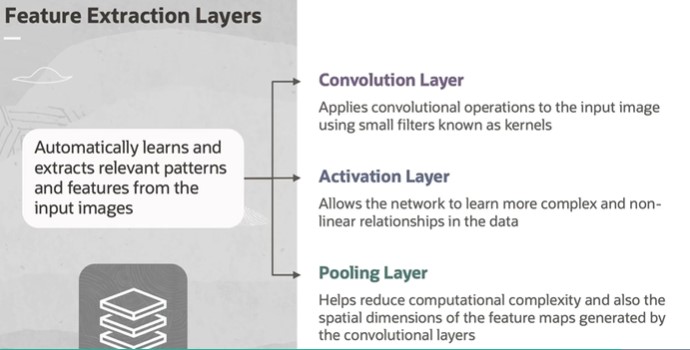 Feature Extraction Layers
Automatically learns and
extracts relevant patterns
and features from the
input images
Convolution Layer
Applies convolutional operations to the input image
using small filters known as kernels
Activation Layer
Allows the network to learn more complex and non-
linear relationships in the data
Pooling Layer
Helps reduce computational complexity and also the
spatial dimensions of the feature maps generated by
the convolutional layers